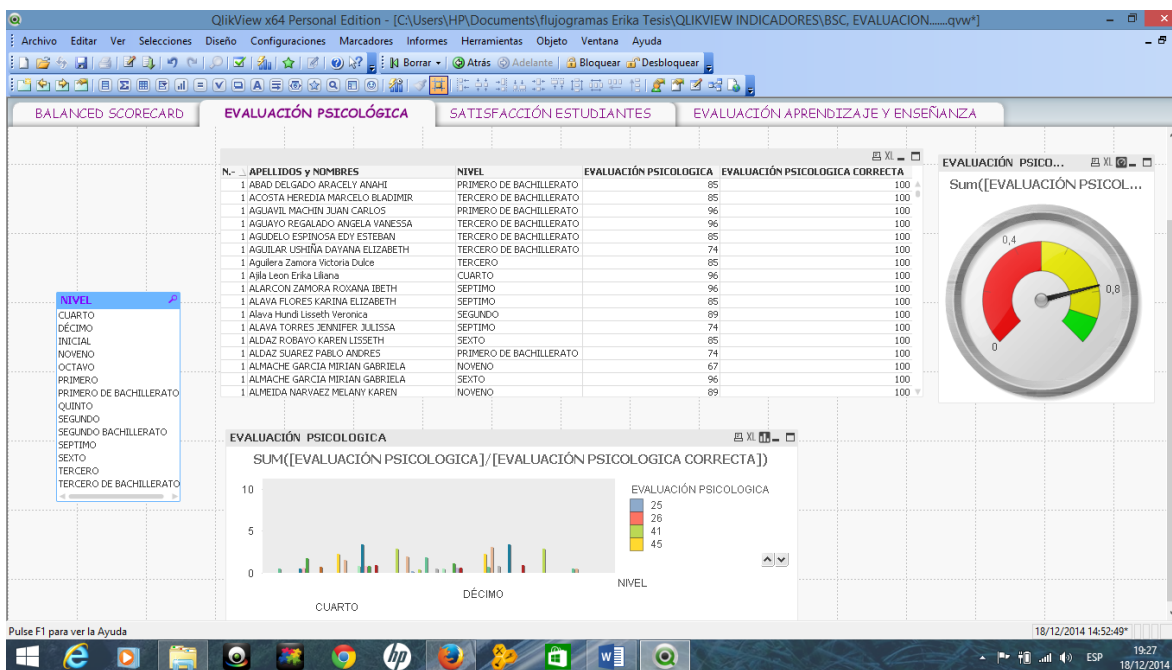 QlikView x64 Personal Edition - [C:\Users\HP\Documents\flujogramas Erika Tesis\QLIKVIEW INDICADORES\BSC, EVALUACION.......qvw*]
Archivo Editar Ver Selecciones Diseño Configuraciones Marcadores Informes Herramientas Objeto Ventana Ayuda
Borrar Atrás Adelante Bloquear Desbloquear
BALANCED SCORECARD EVALUACIÓN PSICOLÓGICA SATISFACCIÓN ESTUDIANTES EVALUACIÓN APRENDIZAJE Y ENSEÑANZA
XL
N.- APELLIDOS y NOMBRES NIVEL EVALUACIÓN PSICOLOGICA EVALUACIÓN PSICOLOGICA CORRECTA
1 ABAD DELGADO ARACELY ANAHI PRIMERO DE BACHILLERATO 85 100
1 ACOSTA HEREDIA MARCELO BLADIMIR TERCERO DE BACHILLERATO 85 100
1 AGUAVIL MACHIN JUAN CARLOS PRIMERO DE BACHILLERATO 96 100
1 AGUAYO REGALADO ANGELA VANESSA TERCERO DE BACHILLERATO 96 100
1 AGUDELO ESPINOSA EDY ESTEBAN TERCERO DE BACHILLERATO 85 100
1 AGUILAR USHIÑA DAYANA ELIZABETH TERCERO DE BACHILLERATO 74 100
1 Aguilera Zamora Victoria Dulce TERCERO 85 100
1 Ajila Leon Erika Liliana CUARTO 96 100
1 ALARCON ZAMORA ROXANA IBETH SEPTIMO 96 100
1 ALAVA FLORES KARINA ELIZABETH SEPTIMO 85 100
1 Alava Hundi Lisseth Veronica SEGUNDO 89 100
1 ALAVA TORRES JENNIFER JULISSA SEPTIMO 74 100
1 ALDAZ ROBAYO KAREN LISSETH SEXTO 85 100
1 ALDAZ SUAREZ PABLO ANDRES PRIMERO DE BACHILLERATO 74 100
1 ALMACHE GARCIA MIRIAN GABRIELA NOVENO 67 100
1 ALMACHE GARCIA MIRIAN GABRIELA SEXTO 96 100
1 ALMEIDA NARVAEZ MELANY KAREN NOVENO 89 100
EVALUACIÓN PSICO... XL
Sum([EVALUACIÓN PSICOL...
0,4
0,8
0
NIVEL
CUARTO
DÉCIMO
INICIAL
NOVENO
OCTAVO
PRIMERO
PRIMERO DE BACHILLERATO
QUINTO
SEGUNDO
SEGUNDO BACHILLERATO
SEPTIMO
SEXTO
TERCERO
TERCERO DE BACHILLERATO
EVALUACIÓN PSICOLOGICA XL
SUM([EVALUACIÓN PSICOLOGICA]/[EVALUACIÓN PSICOLOGICA CORRECTA])
10
5
0
CUARTO
DÉCIMO
EVALUACIÓN PSICOLOGICA
25
26
41
45
NIVEL
Pulse F1 para ver la Ayuda 18/12/2014 14:52:49*
hp
ESP 19:27
18/12/2014